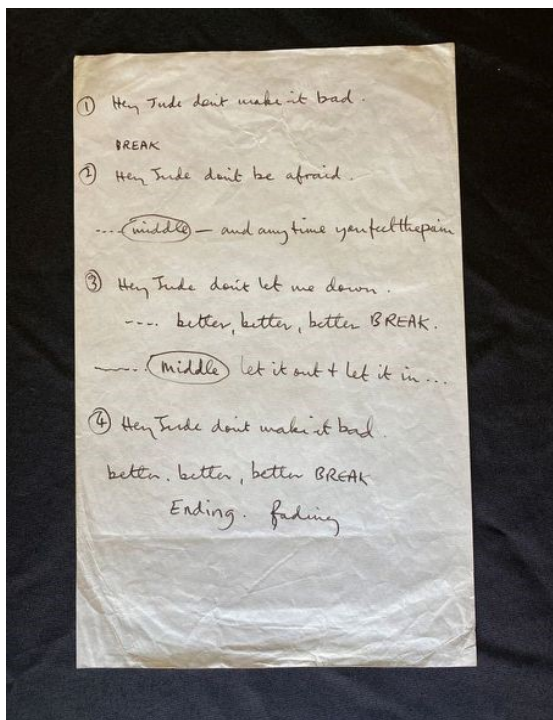 ① Hey Jude don't make it bad.
BREAK
② Hey Jude don't be afraid.
---- middle — and any time you feel the pain
③ Hey Jude don't let me down.
---- better, better, better BREAK.
——. middle let it out + let it in ...
④ Hey Jude don't make it bad.
better. better, better BREAK
Ending. fading